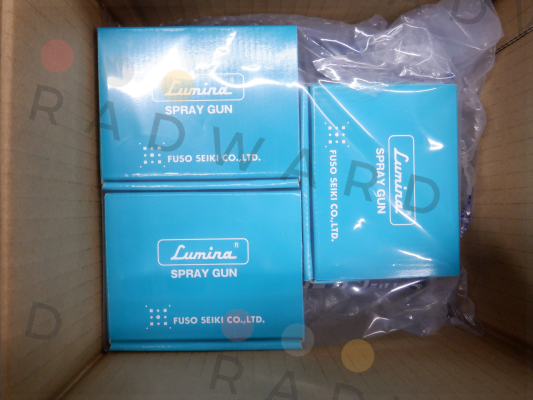 Lumina
SPRAY GUN
FUSO SEIKI CO.,LTD.
Lumina
SPRAY GUN
FUSO SEIKI CO.,LTD.
Lumina®
SPRAY GUN
FUSO SEIKI CO.,LTD.
RADWARD
RADW